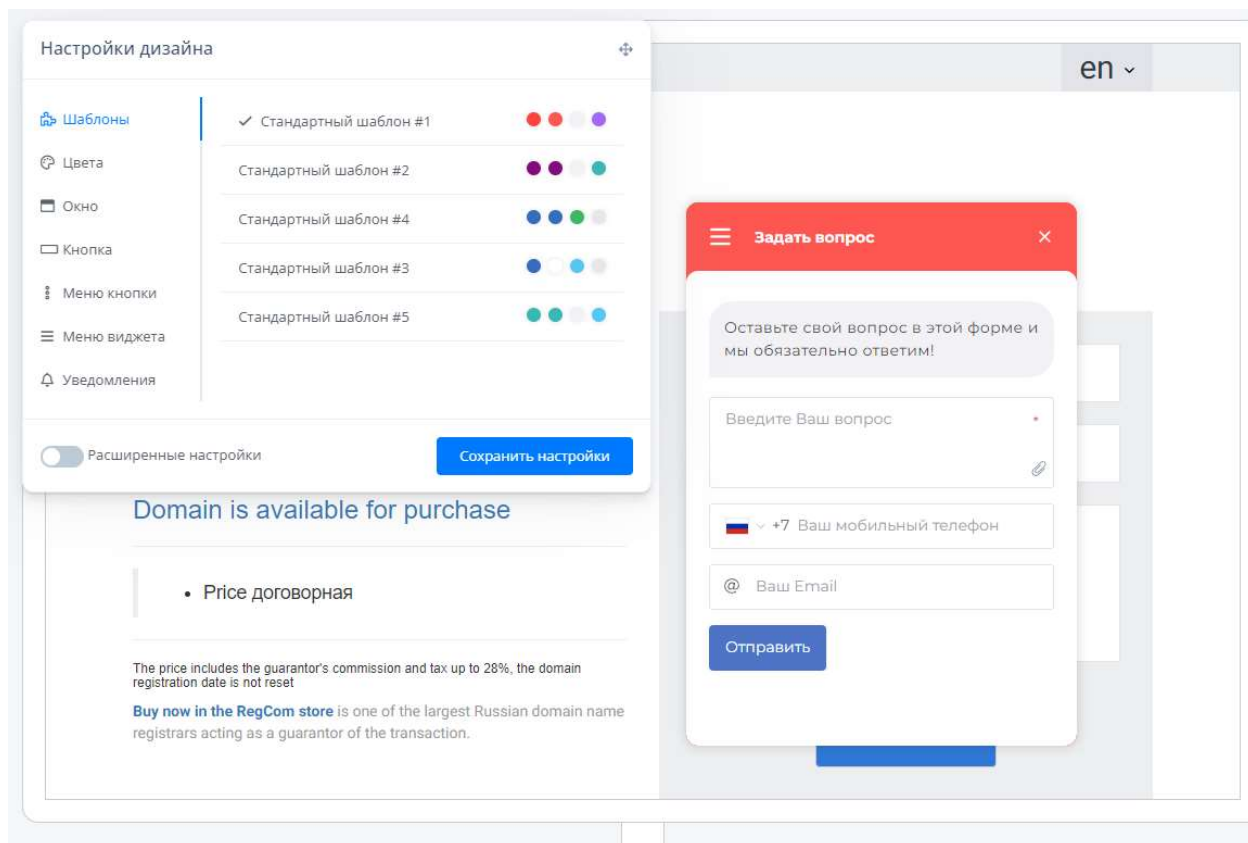 Настройки дизайна
Шаблоны
Цвета
Окно
Кнопка
Меню кнопки
Меню виджета
Уведомления
Стандартный шаблон #1
Стандартный шаблон #2
Стандартный шаблон #4
Стандартный шаблон #3
Стандартный шаблон #5
Расширенные настройки
Сохранить настройки
en
Domain is available for purchase
• Price договорная
The price includes the guarantor's commission and tax up to 28%, the domain
registration date is not reset
Buy now in the RegCom store is one of the largest Russian domain name
registrars acting as a guarantor of the transaction.
Задать вопрос
Оставьте свой вопрос в этой форме и
мы обязательно ответим!
Введите Ваш вопрос *
+7 Ваш мобильный телефон
@ Ваш Email
Отправить